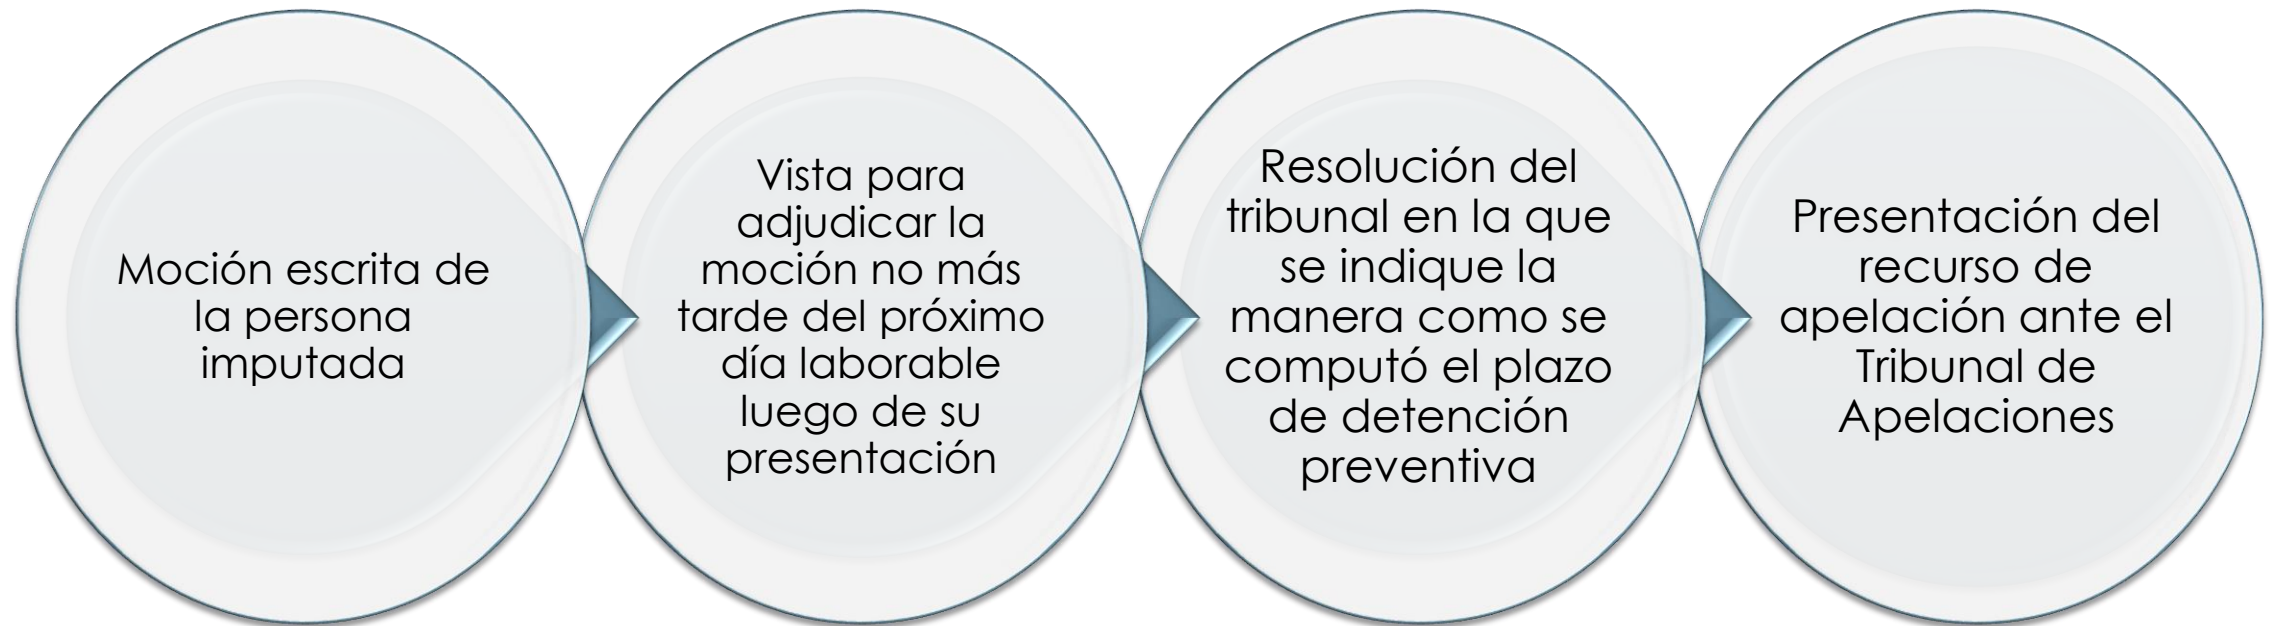 Moción escrita de
la persona
imputada
Vista para
adjudicar la
moción no más
tarde del próximo
día laborable
luego de su
presentación
Resolución del
tribunal en la que
se indique la
manera como se
computó el plazo
de detención
preventiva
Presentación del
recurso de
apelación ante el
Tribunal de
Apelaciones